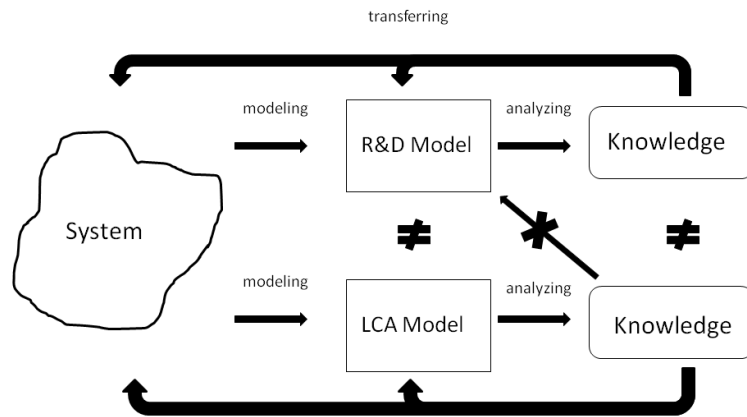 transferring
modeling
analyzing
R&D Model
Knowledge
System
≠
*
≠
modeling
analyzing
LCA Model
Knowledge